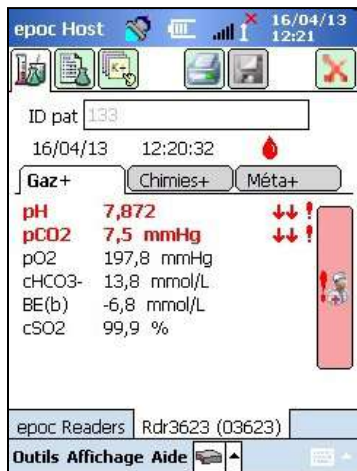 epoc Host 16/04/13
12:21
ID pat 133
16/04/13 12:20:32
Gaz+ Chimies+ Méta+
pH 7,872 ↓↓ !
pCO2 7,5 mmHg ↓↓ !
pO2 197,8 mmHg
cHCO3- 13,8 mmol/L
BE(b) -6,8 mmol/L
cSO2 99,9 %
epoc Readers Rdr3623 (03623)
Outils Affichage Aide